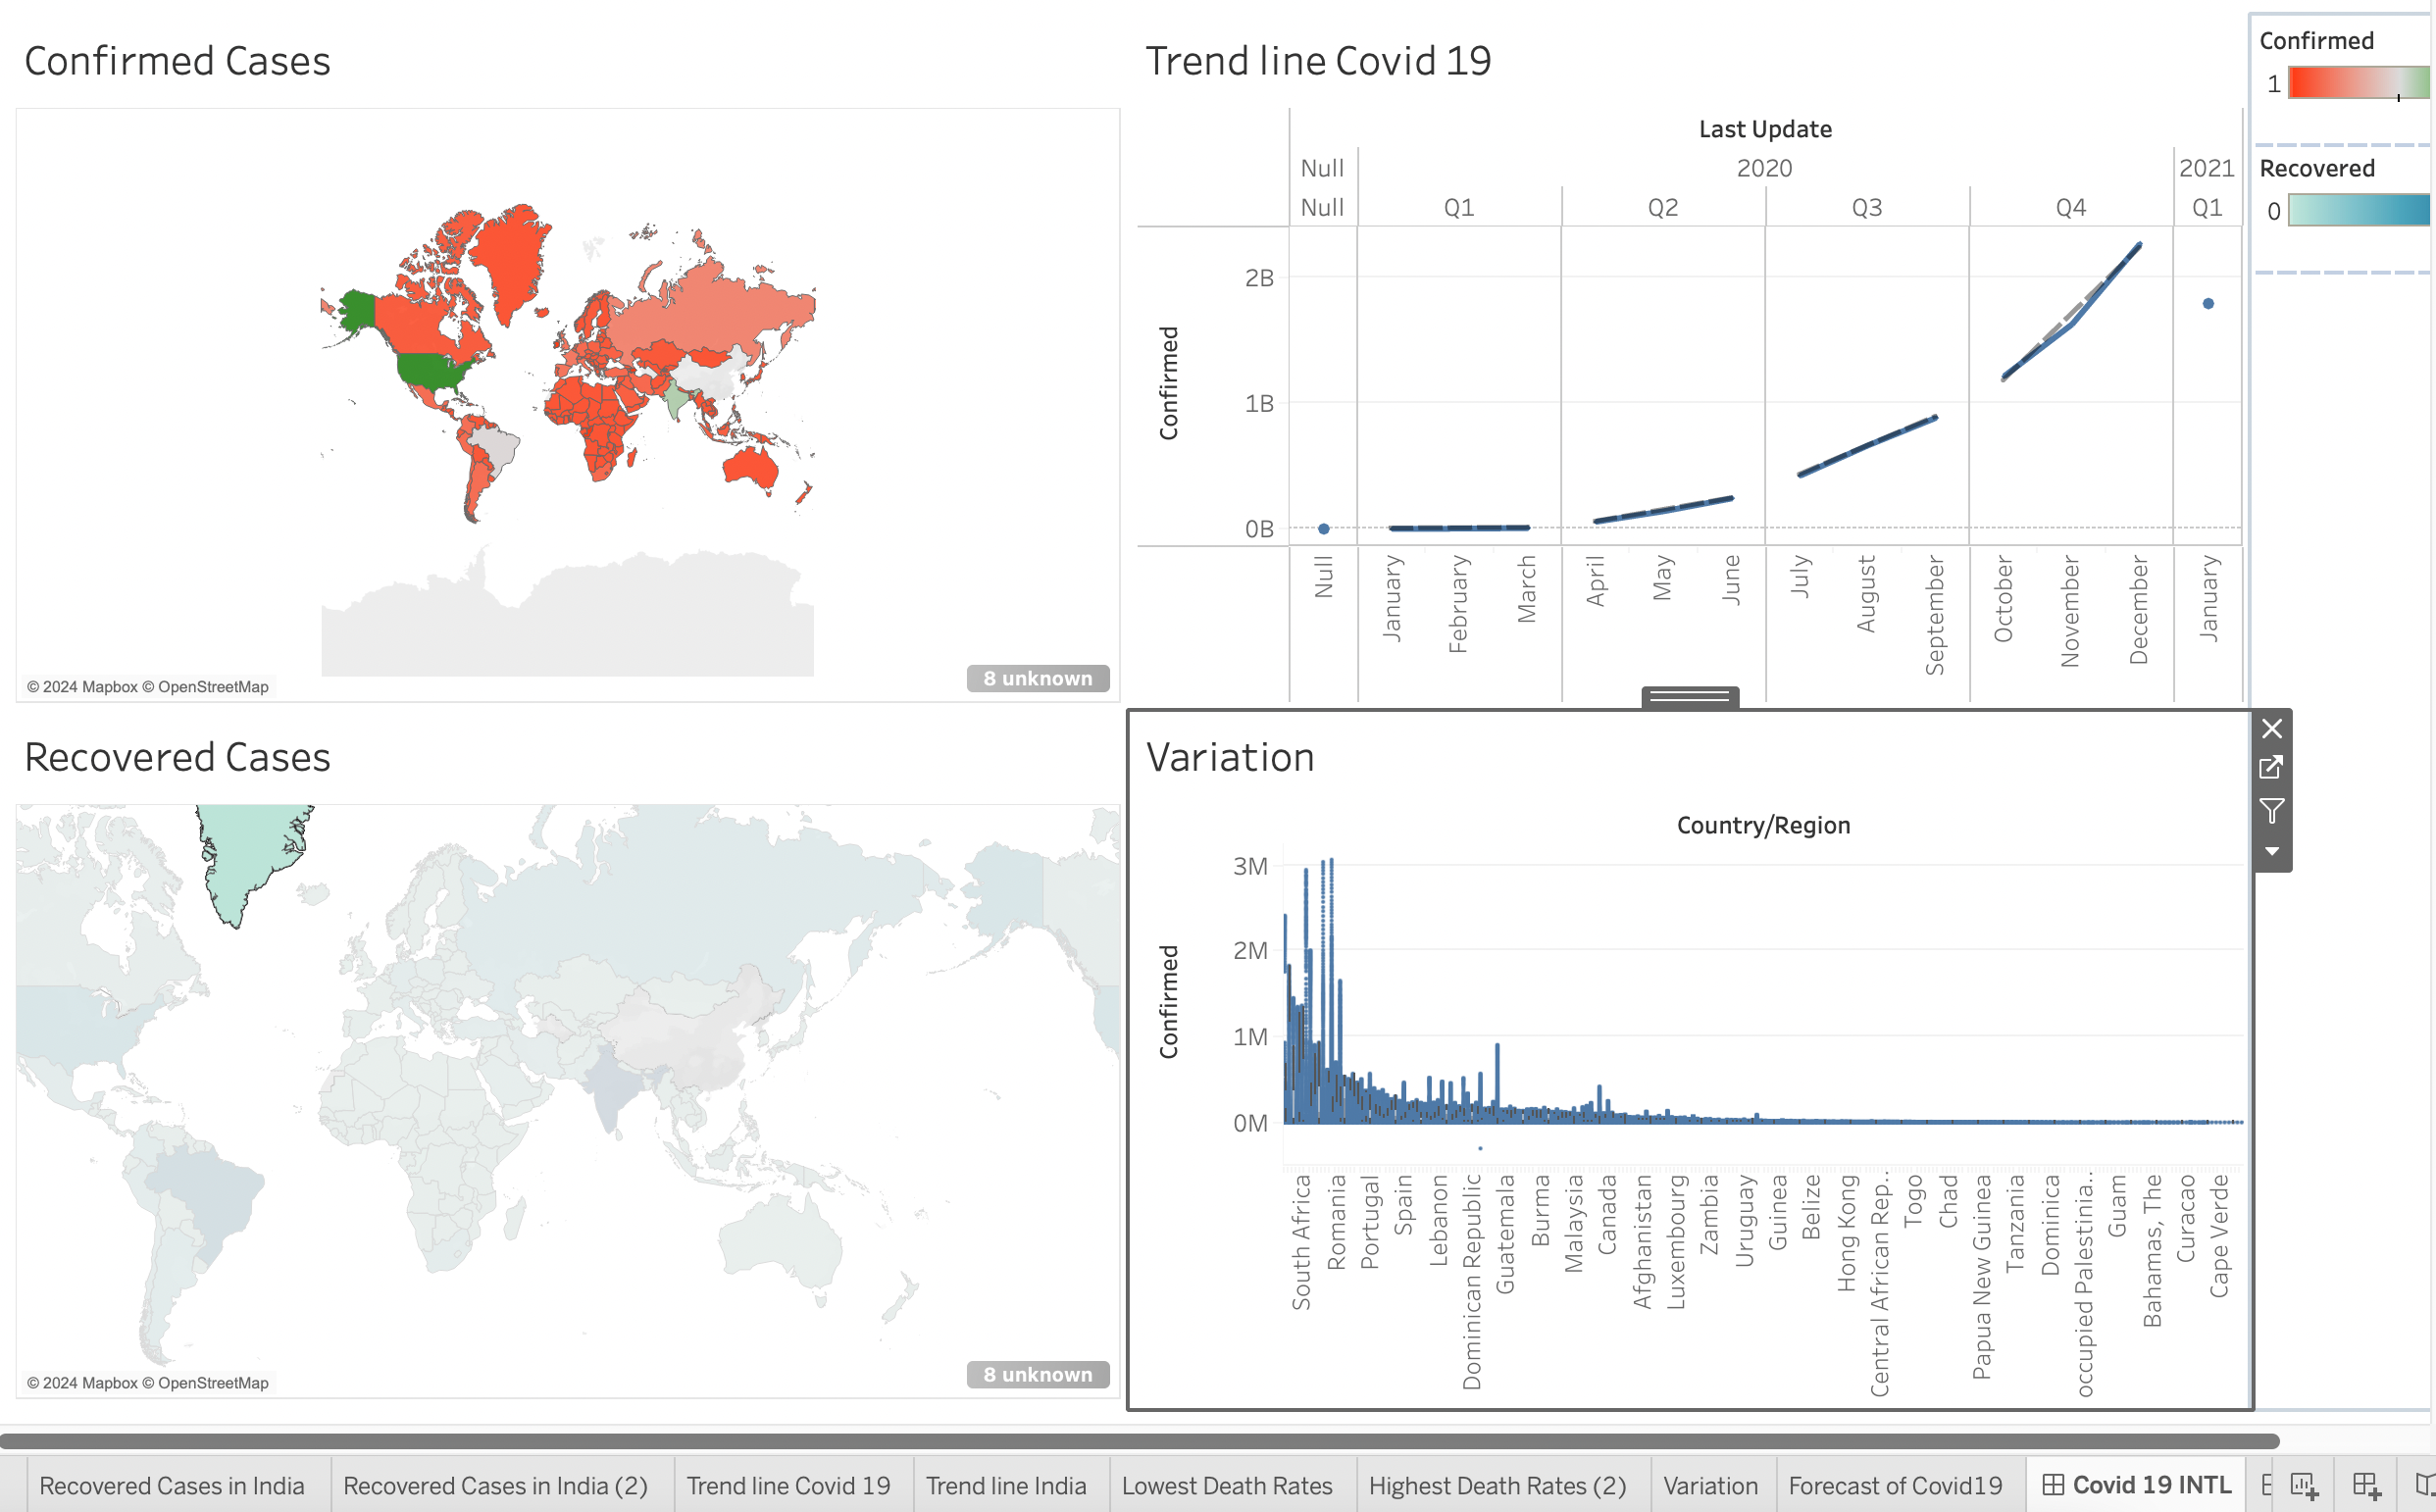 Confirmed Cases
© 2024 Mapbox © OpenStreetMap
8 unknown
Trend line Covid 19
Last Update
Null
2020
2021
Null
Q1
Q2
Q3
Q4
Q1
Confirmed
2B
1B
0B
Null
January
February
March
April
May
June
July
August
September
October
November
December
January
Confirmed
1
Recovered
0
Recovered Cases
© 2024 Mapbox © OpenStreetMap
8 unknown
Variation
Country/Region
Confirmed
3M
2M
1M
0M
South Africa
Romania
Portugal
Spain
Lebanon
Dominican Republic
Guatemala
Burma
Malaysia
Canada
Afghanistan
Luxembourg
Zambia
Uruguay
Guinea
Belize
Hong Kong
Central African Rep..
Togo
Chad
Papua New Guinea
Tanzania
Dominica
occupied Palestinia..
Guam
Bahamas, The
Curacao
Cape Verde
Recovered Cases in India
Recovered Cases in India (2)
Trend line Covid 19
Trend line India
Lowest Death Rates
Highest Death Rates (2)
Variation
Forecast of Covid19
Covid 19 INTL